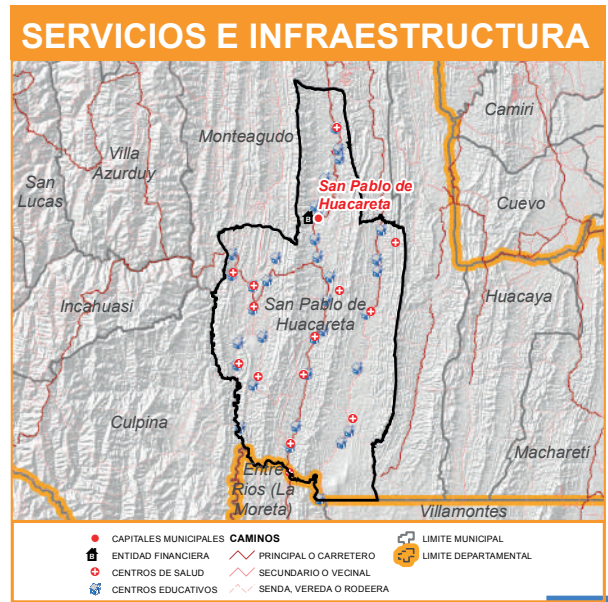 SERVICIOS E INFRAESTRUCTURA
Camiri
Monteagudo
Villa
Azurduy
San
Lucas
San Pablo de
Huacareta
Cuevo
B
Huacaya
Incahuasi
San Pablo de
Huacareta
Culpina
Machareti
Entre
Rios (La
Moreta)
Villamontes
CAPITALES MUNICIPALES
B
ENTIDAD FINANCIERA
CENTROS DE SALUD
CENTROS EDUCATIVOS
CAMINOS
PRINCIPAL O CARRETERO
SECUNDARIO O VECINAL
SENDA, VEREDA O RODEERA
LIMITE MUNICIPAL
LIMITE DEPARTAMENTAL